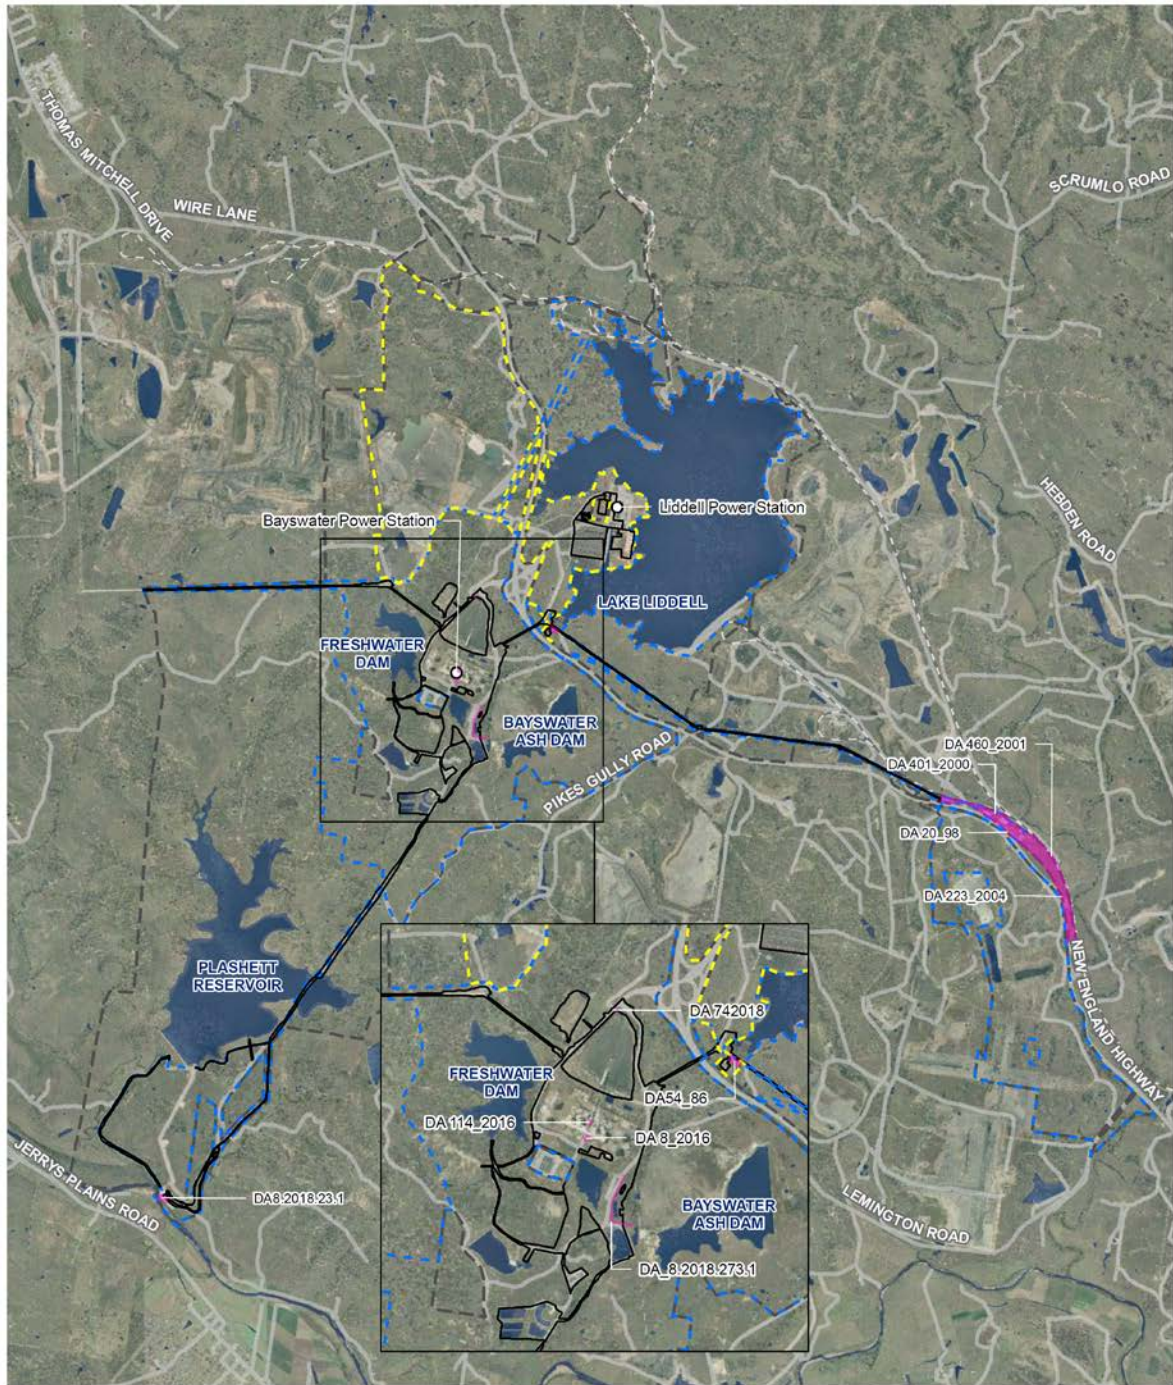 THOMAS MITCHELL DRIVE
WIRE LANE
SCRUMLO ROAD
HEBDEN ROAD
Bayswater Power Station
Liddell Power Station
LAKE LIDDELL
FRESHWATER
DAM
BAYSWATER
ASH DAM
PIKES GULLY ROAD
DA 460_2001
DA 401_2000
DA 20_98
DA 223_2004
NEW ENGLAND HIGHWAY
PLASHETT
RESERVOIR
JERRYS PLAINS ROAD
DA8.2018.23.1
DA 742018
FRESHWATER
DAM
DA54_86
DA 114_2016
DA 8_2016
BAYSWATER
ASH DAM
LEMINGTON ROAD
DA_8.2018.273.1